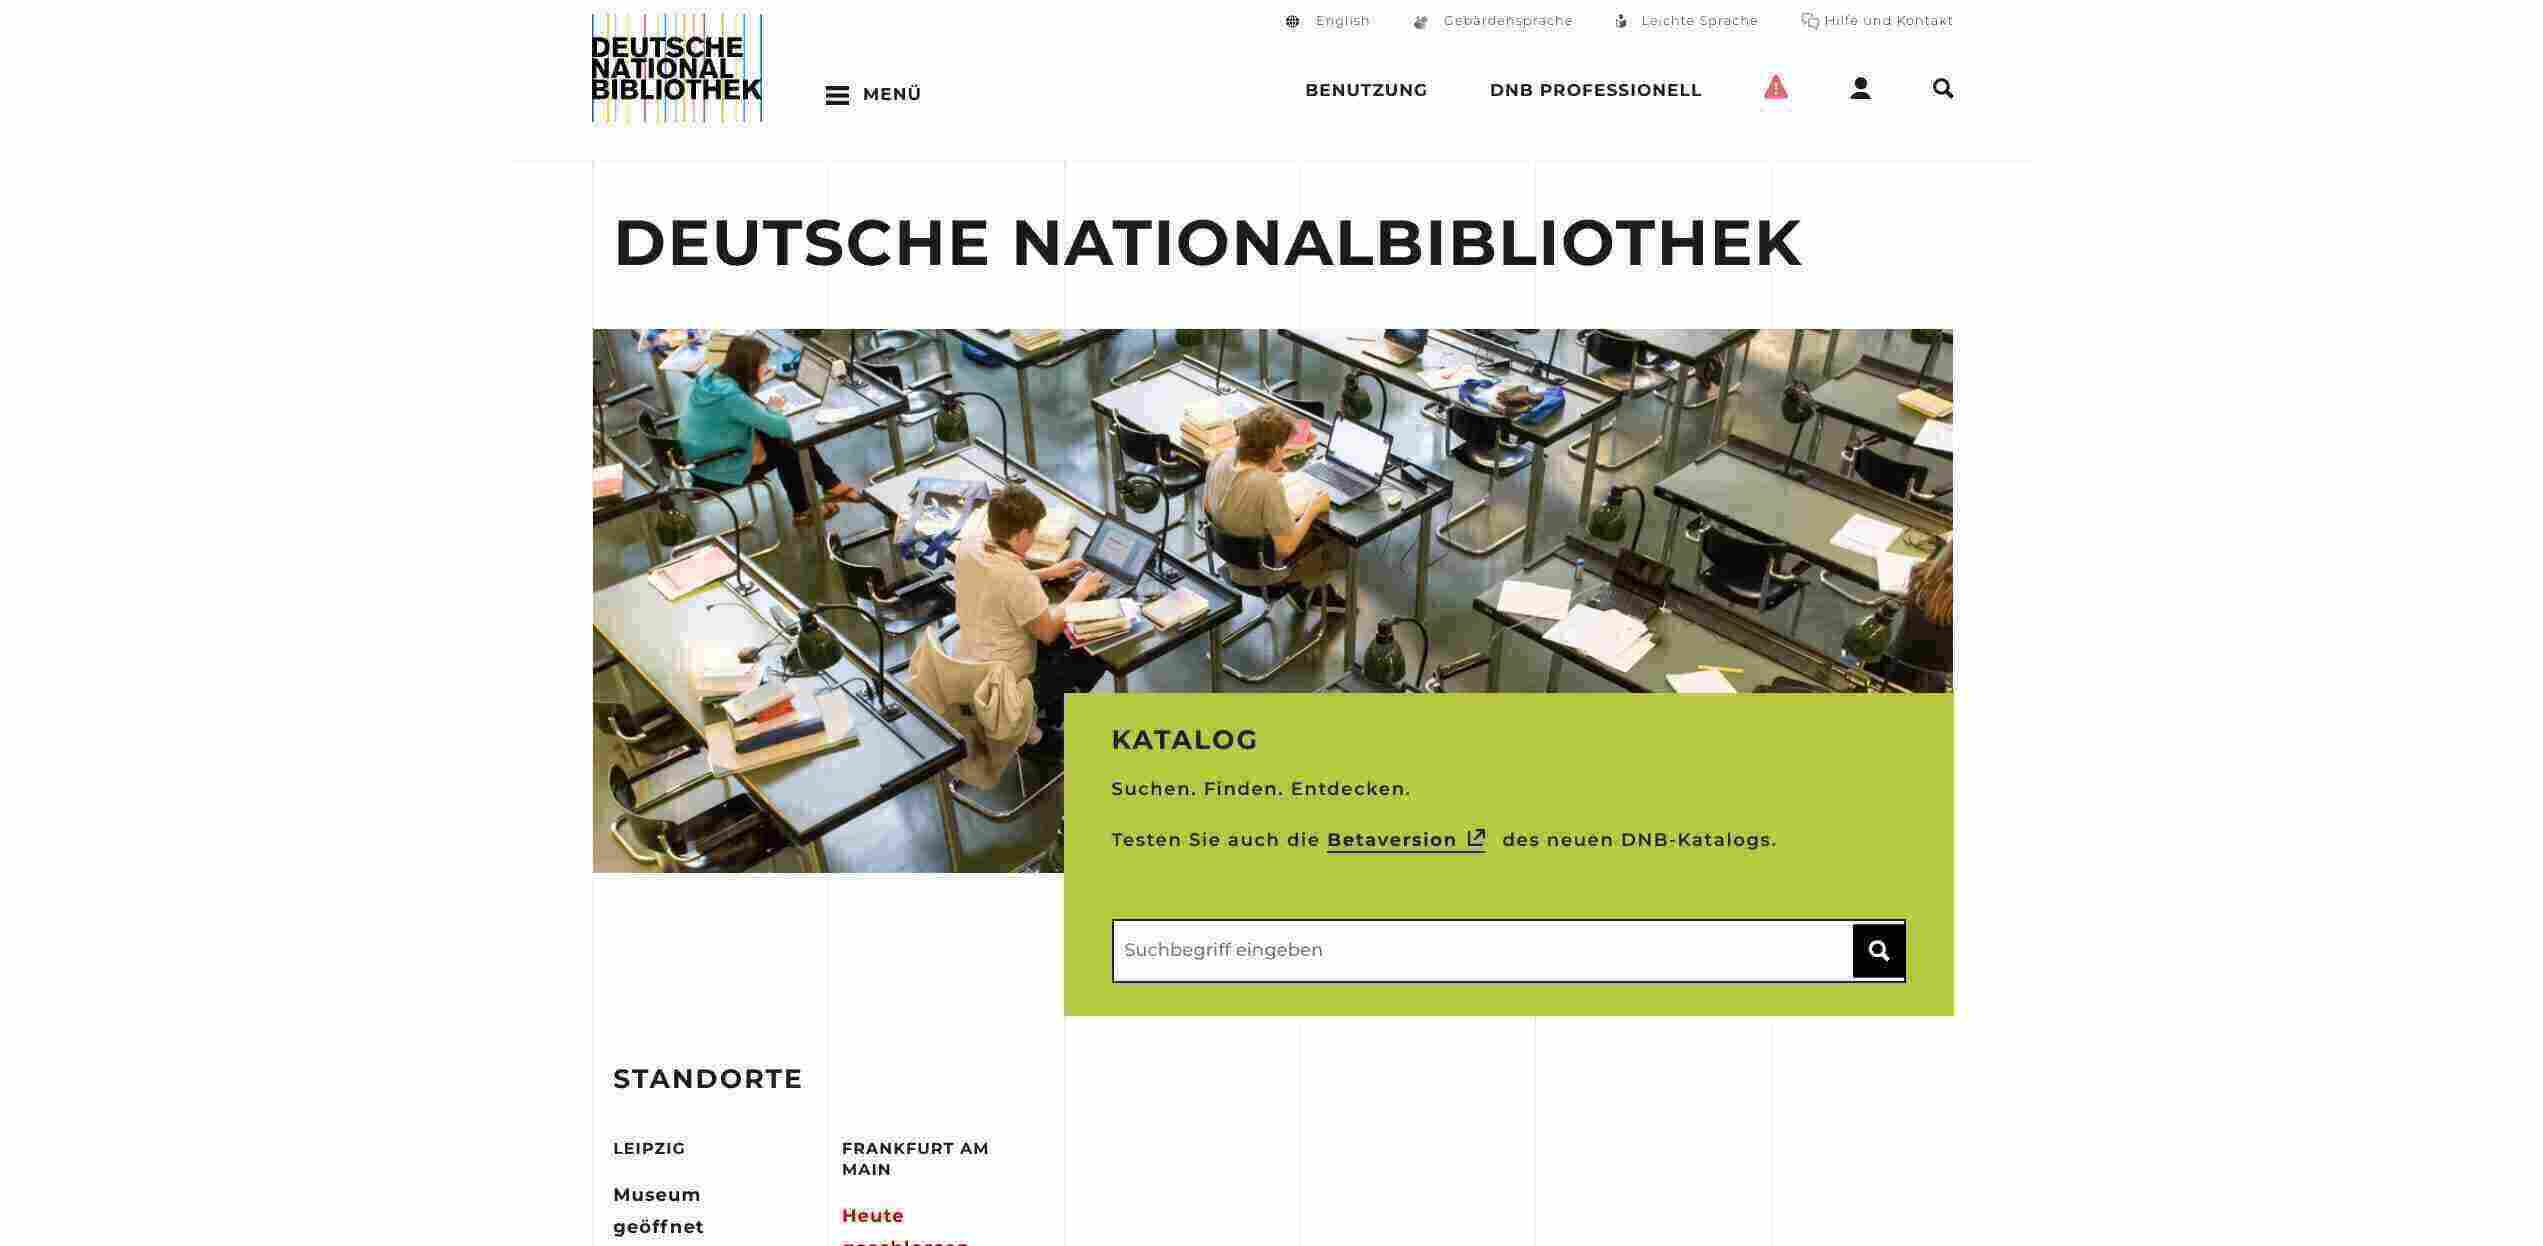 English
Gebärdensprache
Leichte Sprache
Hilfe und Kontakt
DEUTSCHE
NATIONAL
BIBLIOTHEK
MENÜ
BENUTZUNG
DNB PROFESSIONELL
DEUTSCHE NATIONALBIBLIOTHEK
KATALOG
Suchen. Finden. Entdecken.
Testen Sie auch die Betaversion des neuen DNB-Katalogs.
Suchbegriff eingeben
STANDORTE
LEIPZIG
Museum
geöffnet
FRANKFURT AM
MAIN
Heute